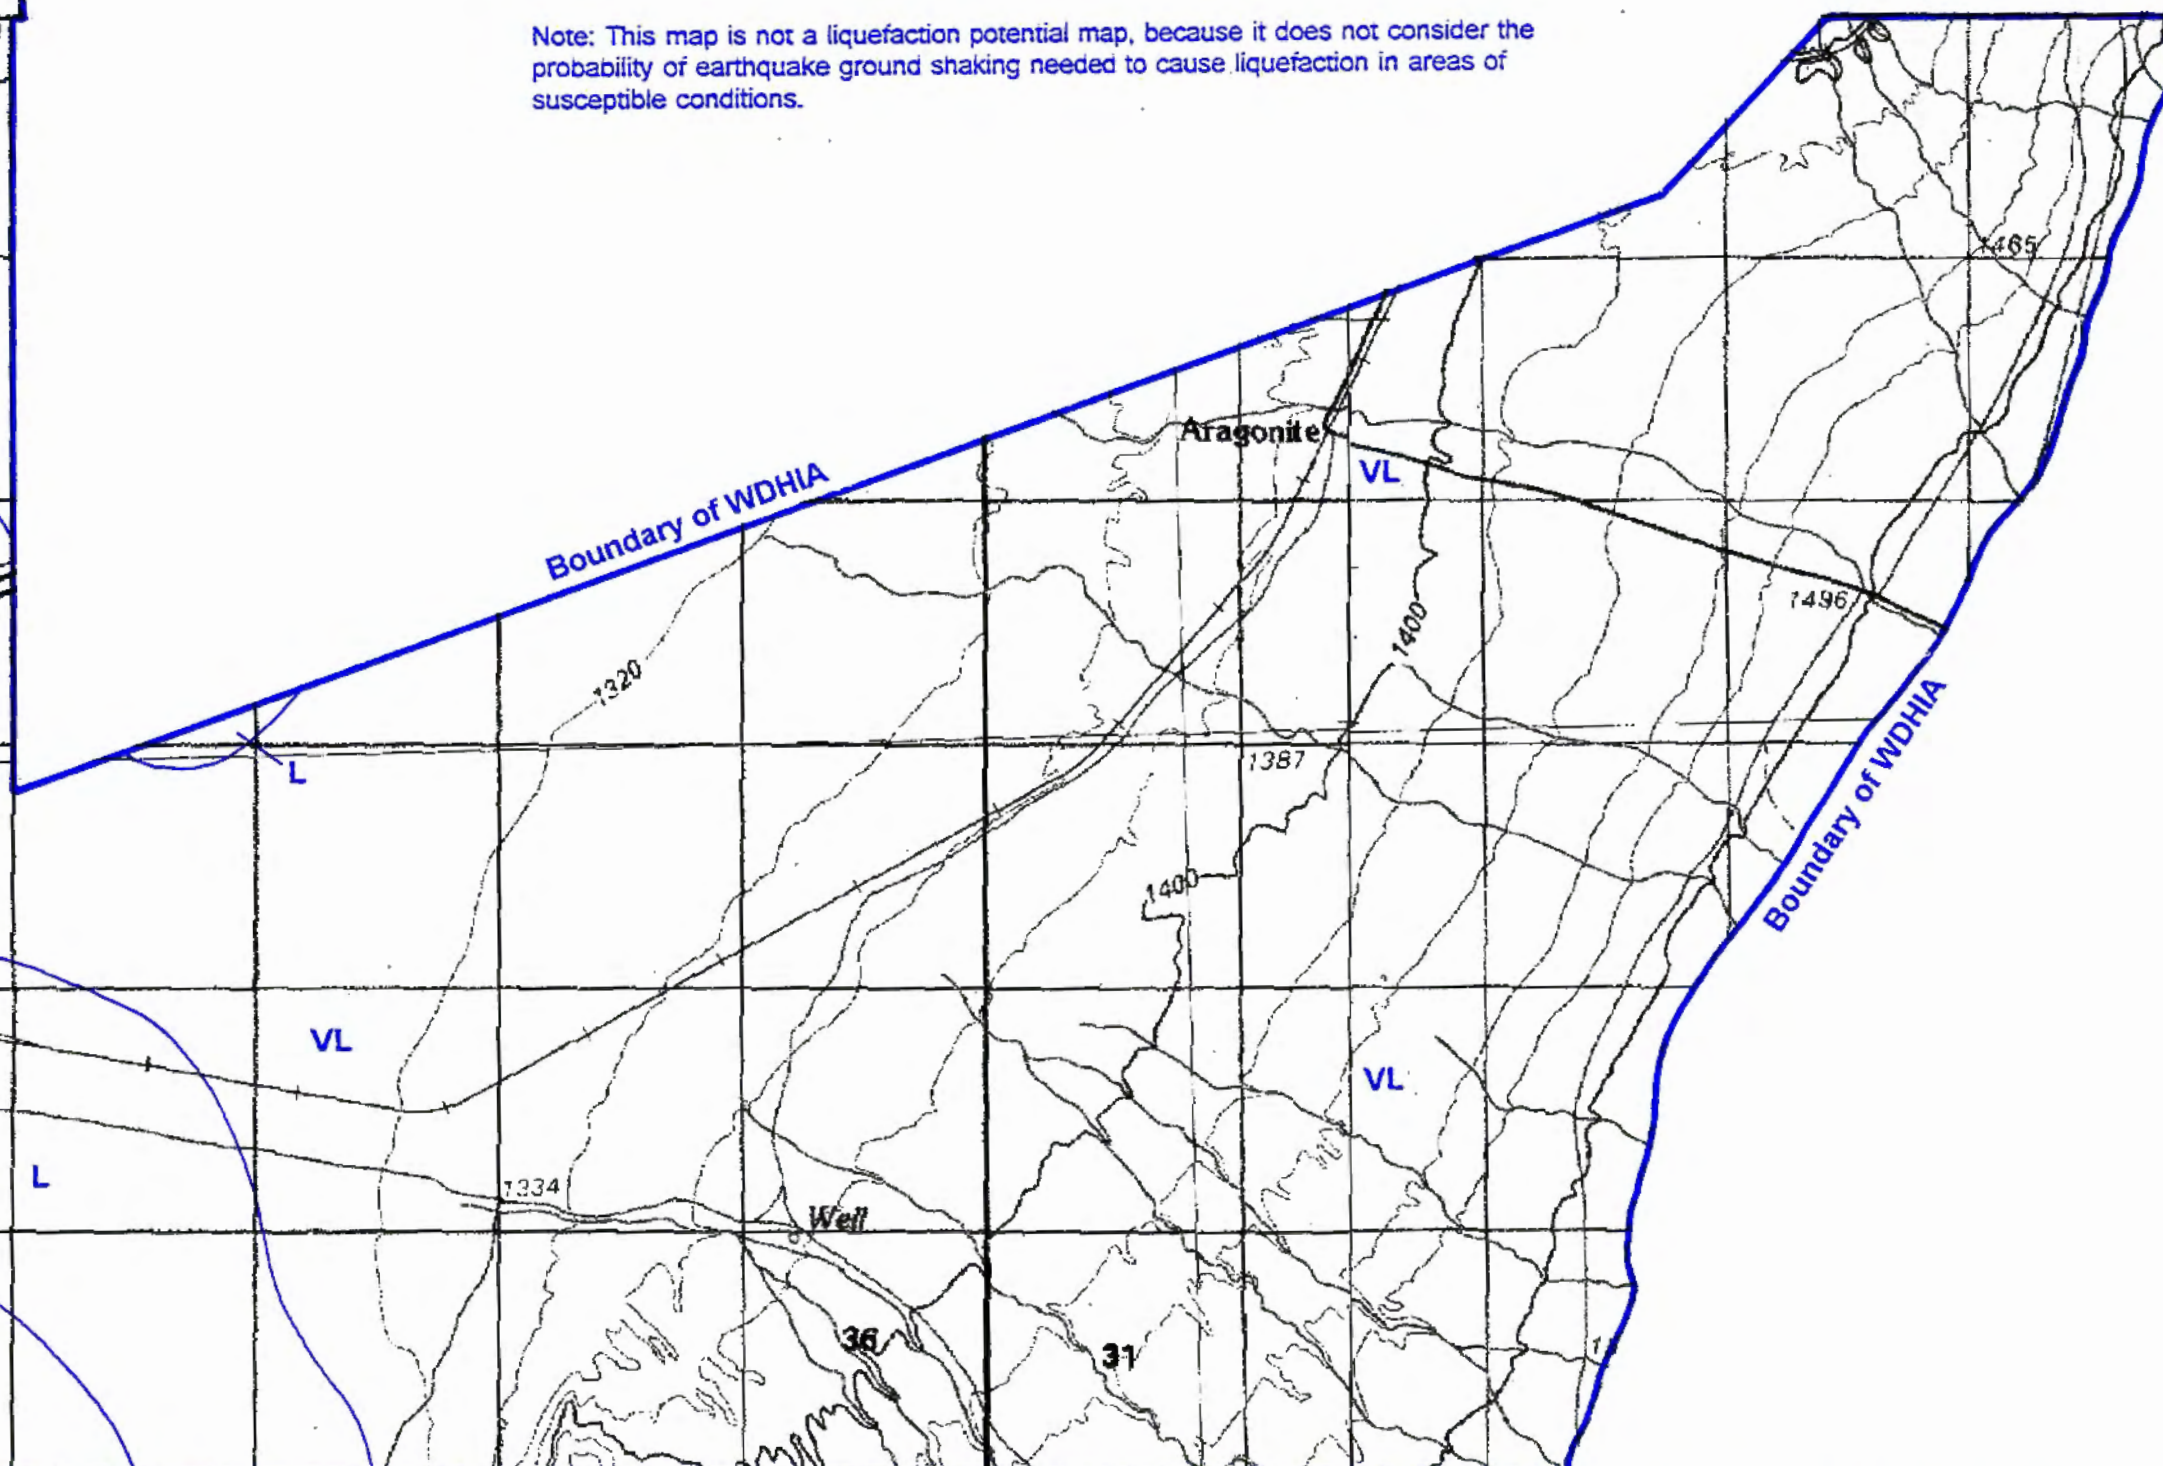 Note: This map is not a liquefaction potential map, because it does not consider the
probability of earthquake ground shaking needed to cause liquefaction in areas of
susceptible conditions.
1465
Aragonite
VL
Boundary of WDHIA
1496
1400
1320
Boundary of WDHIA
1387
L
1400
VL
VL
L
1334
Well
36
31